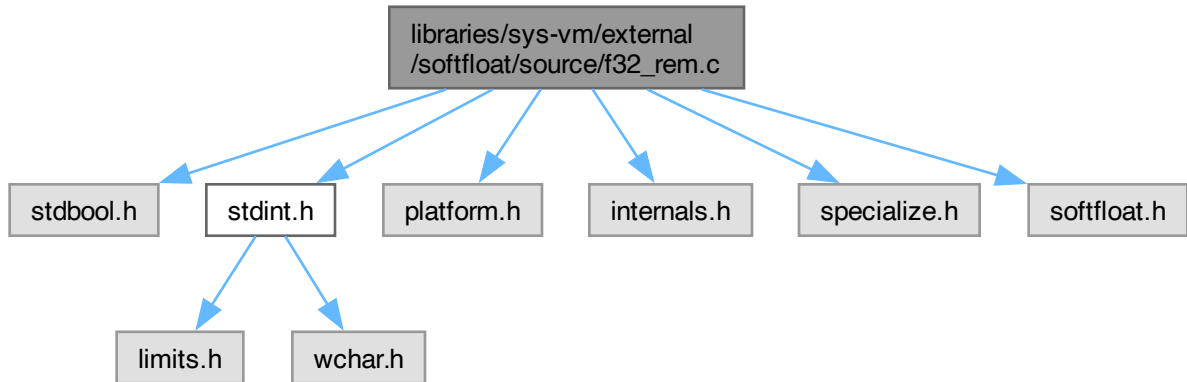 libraries/sys-vm/external
/softfloat/source/f32_rem.c
stdbool.h
stdint.h
platform.h
internals.h
specialize.h
softfloat.h
limits.h
wchar.h